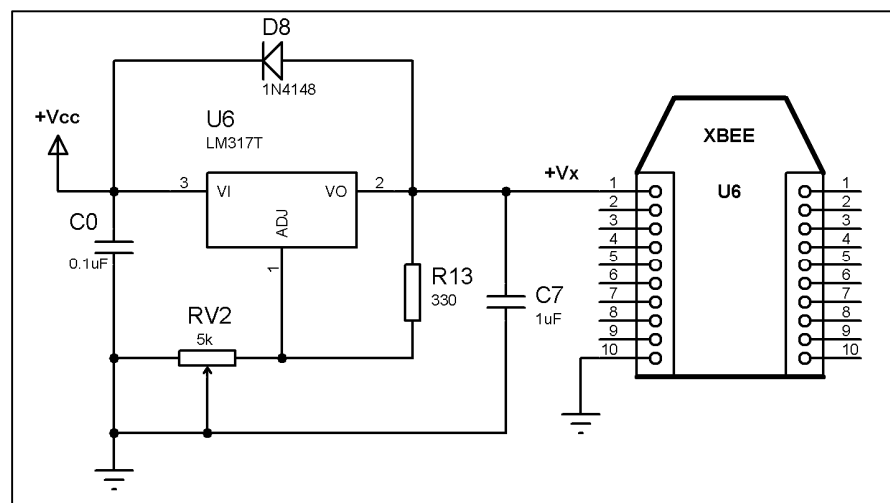 D8
1N4148
+Vcc
U6
LM317T
3
VI
VO
2
ADJ
1
C0
0.1uF
RV2
5k
R13
330
C7
1uF
+Vx
XBEE
U6
1
2
3
4
5
6
7
8
9
10
1
2
3
4
5
6
7
8
9
10